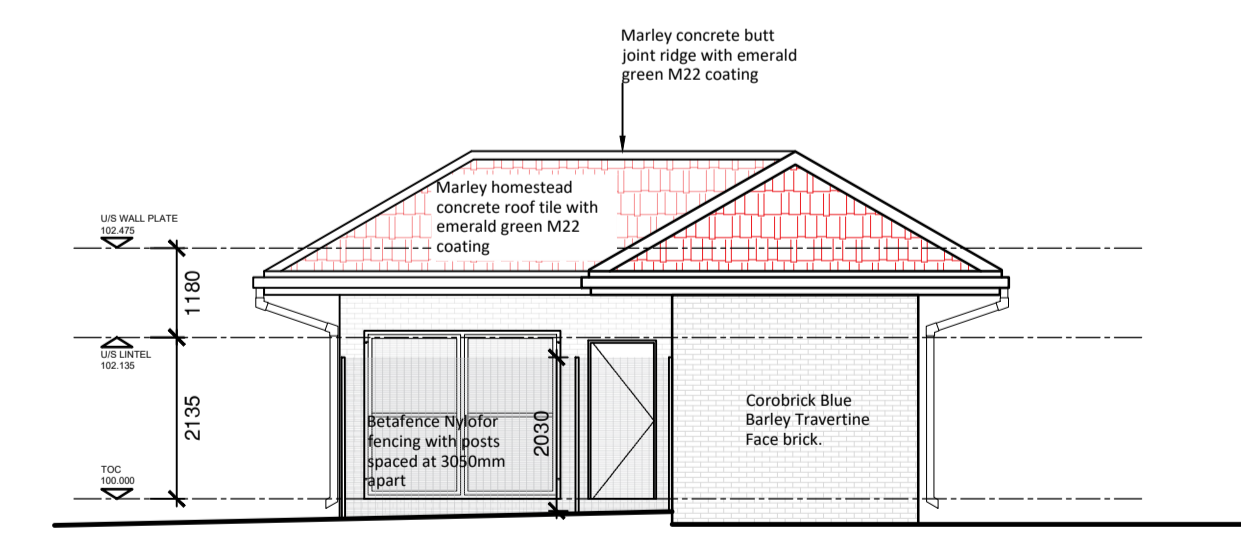 Marley concrete butt
joint ridge with emerald
green M22 coating
Marley homestead
concrete roof tile with
emerald green M22
coating
U/S WALL PLATE
102.475
1180
U/S LINTEL
102.135
2135
TOC
100.000
Betafence Nylofor
fencing with posts
spaced at 3050mm
apart
2030
Corobrick Blue
Barley Travertine
Face brick.